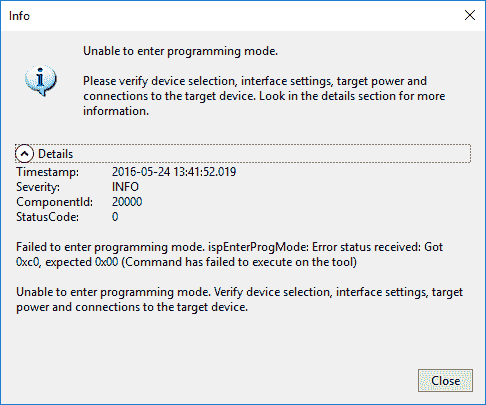 Info
Unable to enter programming mode.
Please verify device selection, interface settings, target power and
connections to the target device. Look in the details section for more
information.
Details
Timestamp: 2016-05-24 13:41:52.019
Severity: INFO
ComponentId: 20000
StatusCode: 0
Failed to enter programming mode. ispEnterProgMode: Error status received: Got
0xc0, expected 0x00 (Command has failed to execute on the tool)
Unable to enter programming mode. Verify device selection, interface settings, target
power and connections to the target device.
Close